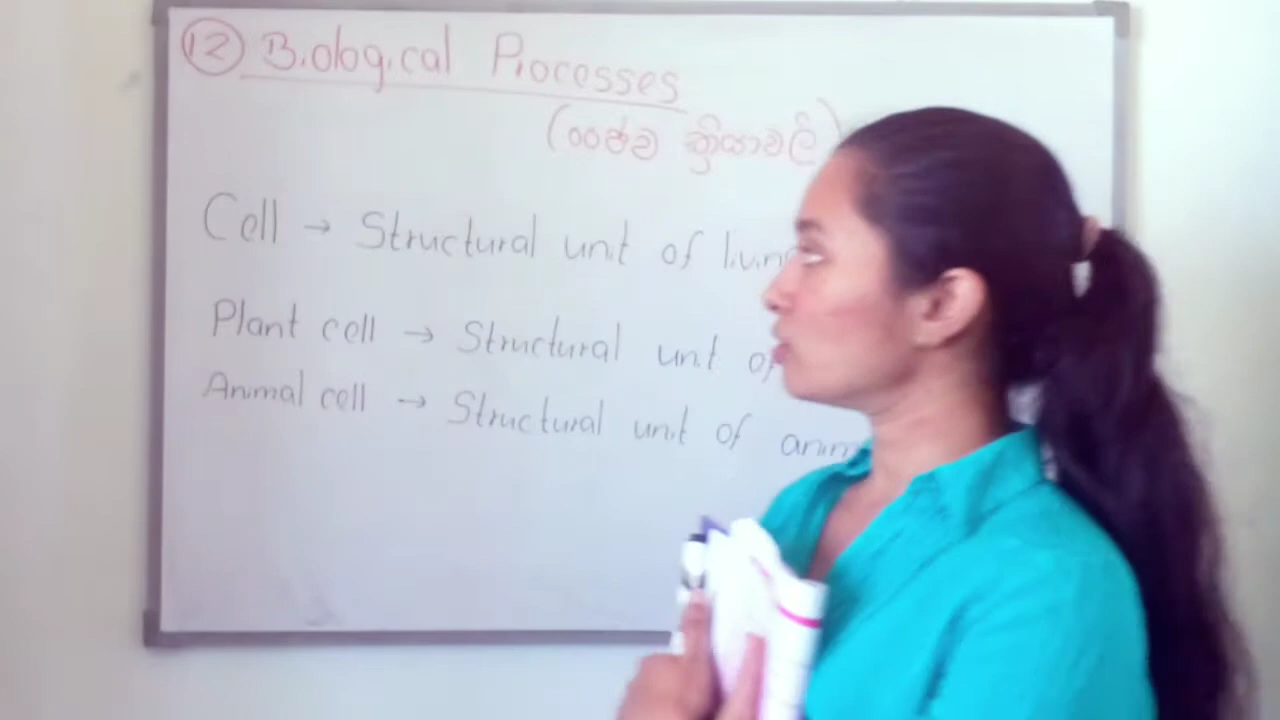 12 Biological Processes
(ජෛව ක්‍රියාවලි)
Cell → Structural unit of
Plant cell → Structural unit of
Animal cell → Structural unit of